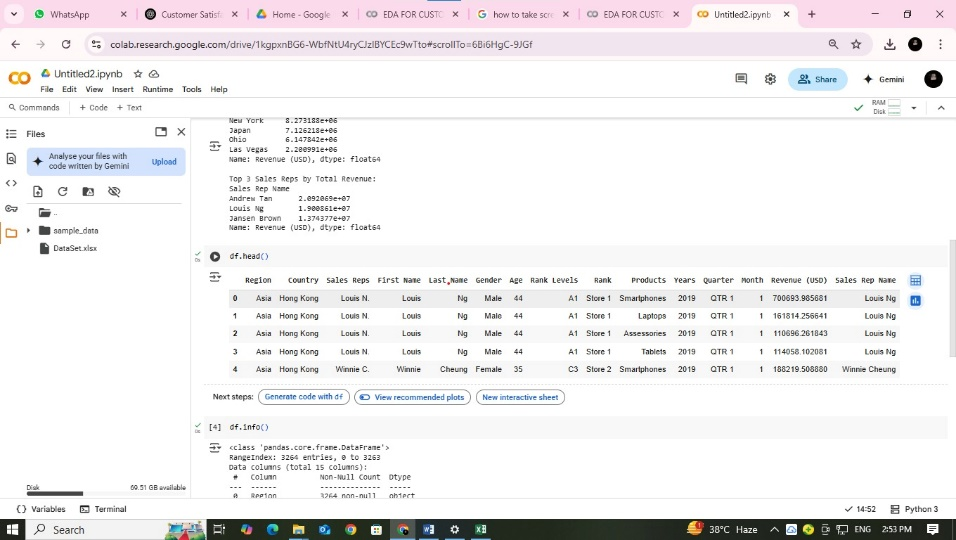 WhatsApp
Customer Satisf
Home - Google
EDA FOR CUSTC
how to take scre
EDA FOR CUSTC
Untitled2.ipynb
colab.research.google.com/drive/1kgpxnBG6-WbfNtU4ryCJzIBYCEc9wTto#scrollTo=6Bi6HgC-9JGf
Untitled2.ipynb
File Edit View Insert Runtime Tools Help
Share
Gemini
Commands + Code + Text
RAM
Disk
Files
Analyse your files with
code written by Gemini
Upload
..
sample_data
DataSet.xlsx
Disk
69.51 GB available
New York 8.273188e+06
Japan 7.126218e+06
Ohio 6.147842e+06
Las Vegas 2.200991e+06
Name: Revenue (USD), dtype: float64
Top 3 Sales Reps by Total Revenue:
Sales Rep Name
Andrew Tan 2.092069e+07
Louis Ng 1.900861e+07
Jansen Brown 1.374377e+07
Name: Revenue (USD), dtype: float64
0s
df.head()
Region Country Sales Reps First Name Last_Name Gender Age Rank Levels Rank Products Years Quarter Month Revenue (USD) Sales Rep Name
0 Asia Hong Kong Louis N. Louis Ng Male 44 A1 Store 1 Smartphones 2019 QTR 1 1 700693.985681 Louis Ng
1 Asia Hong Kong Louis N. Louis Ng Male 44 A1 Store 1 Laptops 2019 QTR 1 1 161814.256641 Louis Ng
2 Asia Hong Kong Louis N. Louis Ng Male 44 A1 Store 1 Assessories 2019 QTR 1 1 110696.261843 Louis Ng
3 Asia Hong Kong Louis N. Louis Ng Male 44 A1 Store 1 Tablets 2019 QTR 1 1 114058.102081 Louis Ng
4 Asia Hong Kong Winnie C. Winnie Cheung Female 35 C3 Store 2 Smartphones 2019 QTR 1 1 188219.508880 Winnie Cheung
Next steps: Generate code with df View recommended plots New interactive sheet
0s
[4] df.info()
<class 'pandas.core.frame.DataFrame'>
RangeIndex: 3264 entries, 0 to 3263
Data columns (total 15 columns):
# Column Non-Null Count Dtype
--- ------ -------------- -----
0 Region 3264 non-null object
Variables Terminal
14:52 Python 3
Search
38°C Haze
ENG 2:53 PM